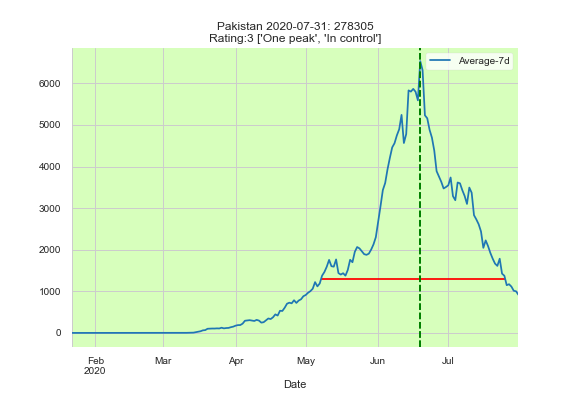 Pakistan 2020-07-31: 278305
Rating:3 ['One peak', 'In control']
Average-7d
6000
5000
4000
3000
2000
1000
0
Feb Mar Apr May Jun Jul
2020
Date